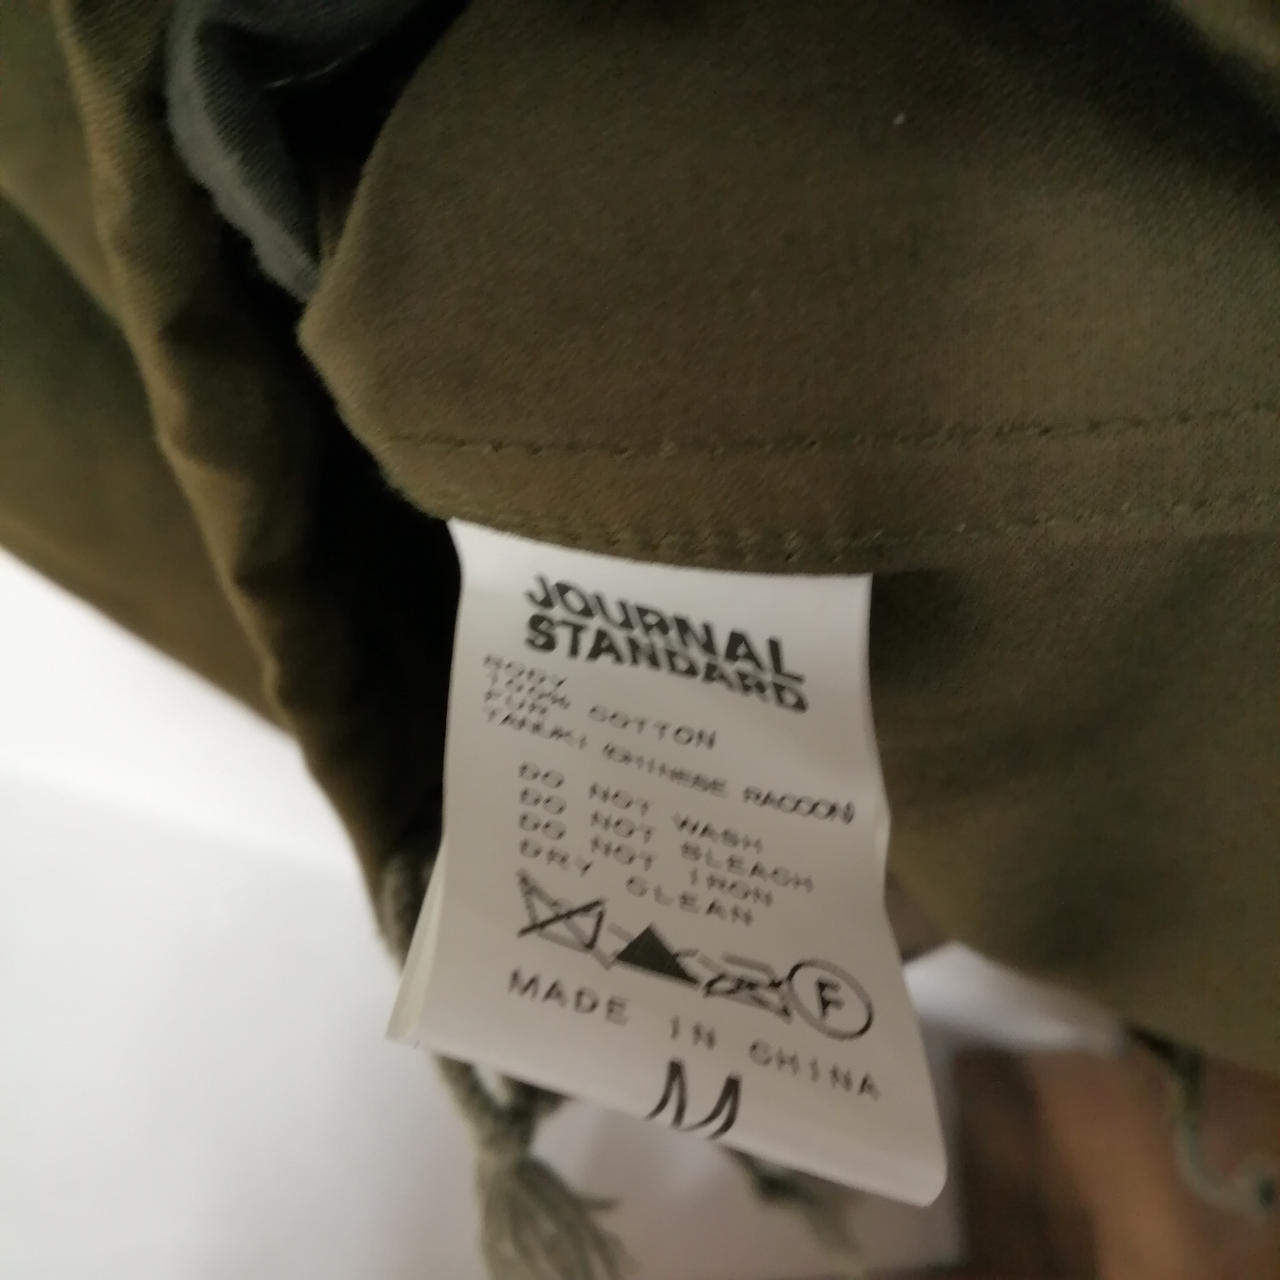 JOURNAL
STANDARD
BODY
100% COTTON
FUR
TANUKI (CHINESE RACCOON)
DO NOT WASH
DO NOT BLEACH
DO NOT IRON
DRY CLEAN
F
MADE IN CHINA
M